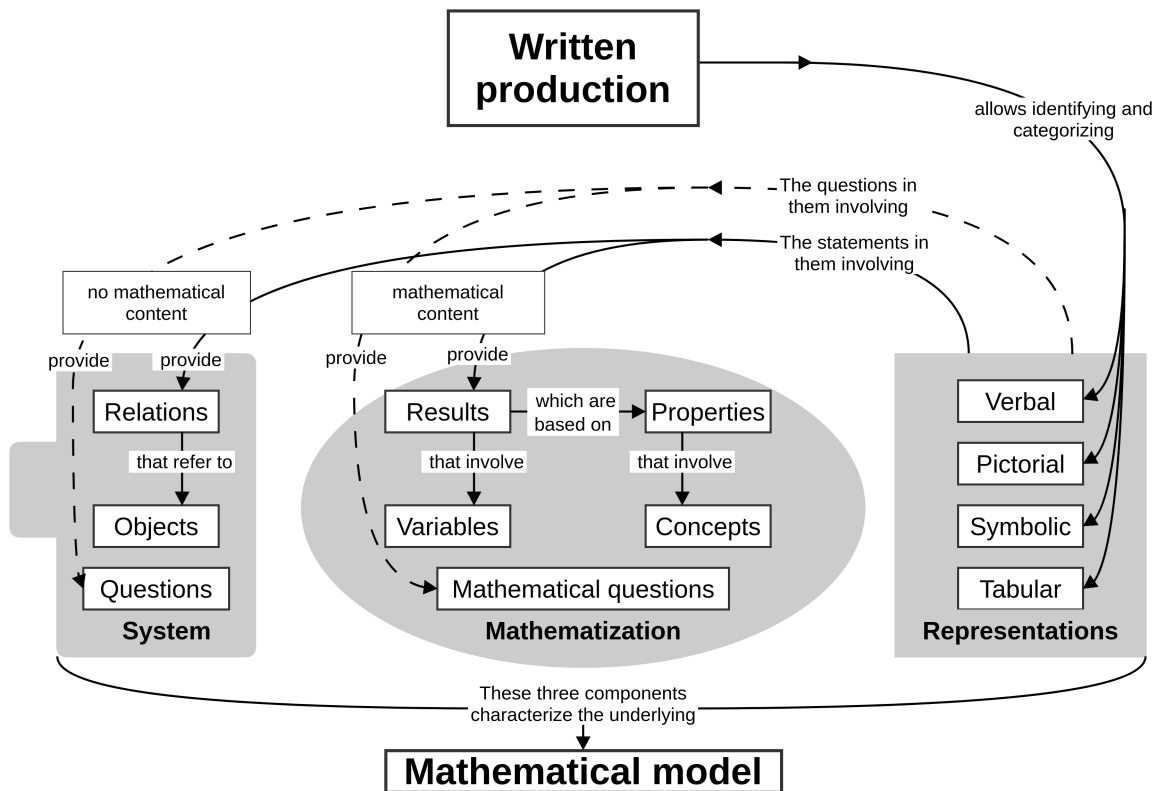 Written
production
allows identifying and
categorizing
The questions in
them involving
The statements in
them involving
no mathematical
content
mathematical
content
provide
provide
provide
provide
Relations
that refer to
Objects
Questions
System
Results
which are
based on
Properties
that involve
that involve
Variables
Concepts
Mathematical questions
Mathematization
Verbal
Pictorial
Symbolic
Tabular
Representations
These three components
characterize the underlying
Mathematical model